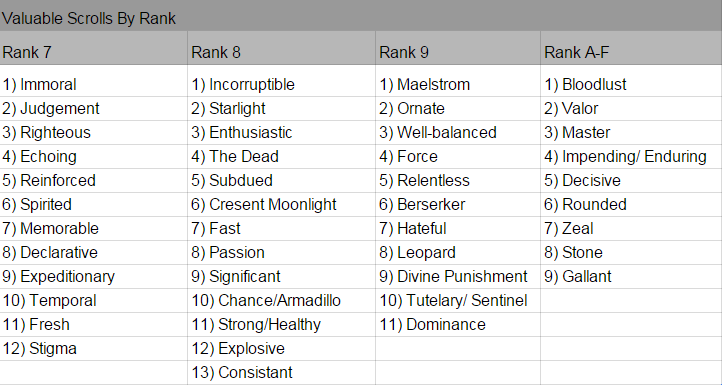 Valuable Scrolls By Rank
Rank 7 Rank 8 Rank 9 Rank A-F
1) Immoral 1) Incorruptible 1) Maelstrom 1) Bloodlust
2) Judgement 2) Starlight 2) Ornate 2) Valor
3) Righteous 3) Enthusiastic 3) Well-balanced 3) Master
4) Echoing 4) The Dead 4) Force 4) Impending/ Enduring
5) Reinforced 5) Subdued 5) Relentless 5) Decisive
6) Spirited 6) Cresent Moonlight 6) Berserker 6) Rounded
7) Memorable 7) Fast 7) Hateful 7) Zeal
8) Declarative 8) Passion 8) Leopard 8) Stone
9) Expeditionary 9) Significant 9) Divine Punishment 9) Gallant
10) Temporal 10) Chance/Armadillo 10) Tutelary/ Sentinel
11) Fresh 11) Strong/Healthy 11) Dominance
12) Stigma 12) Explosive
13) Consistant